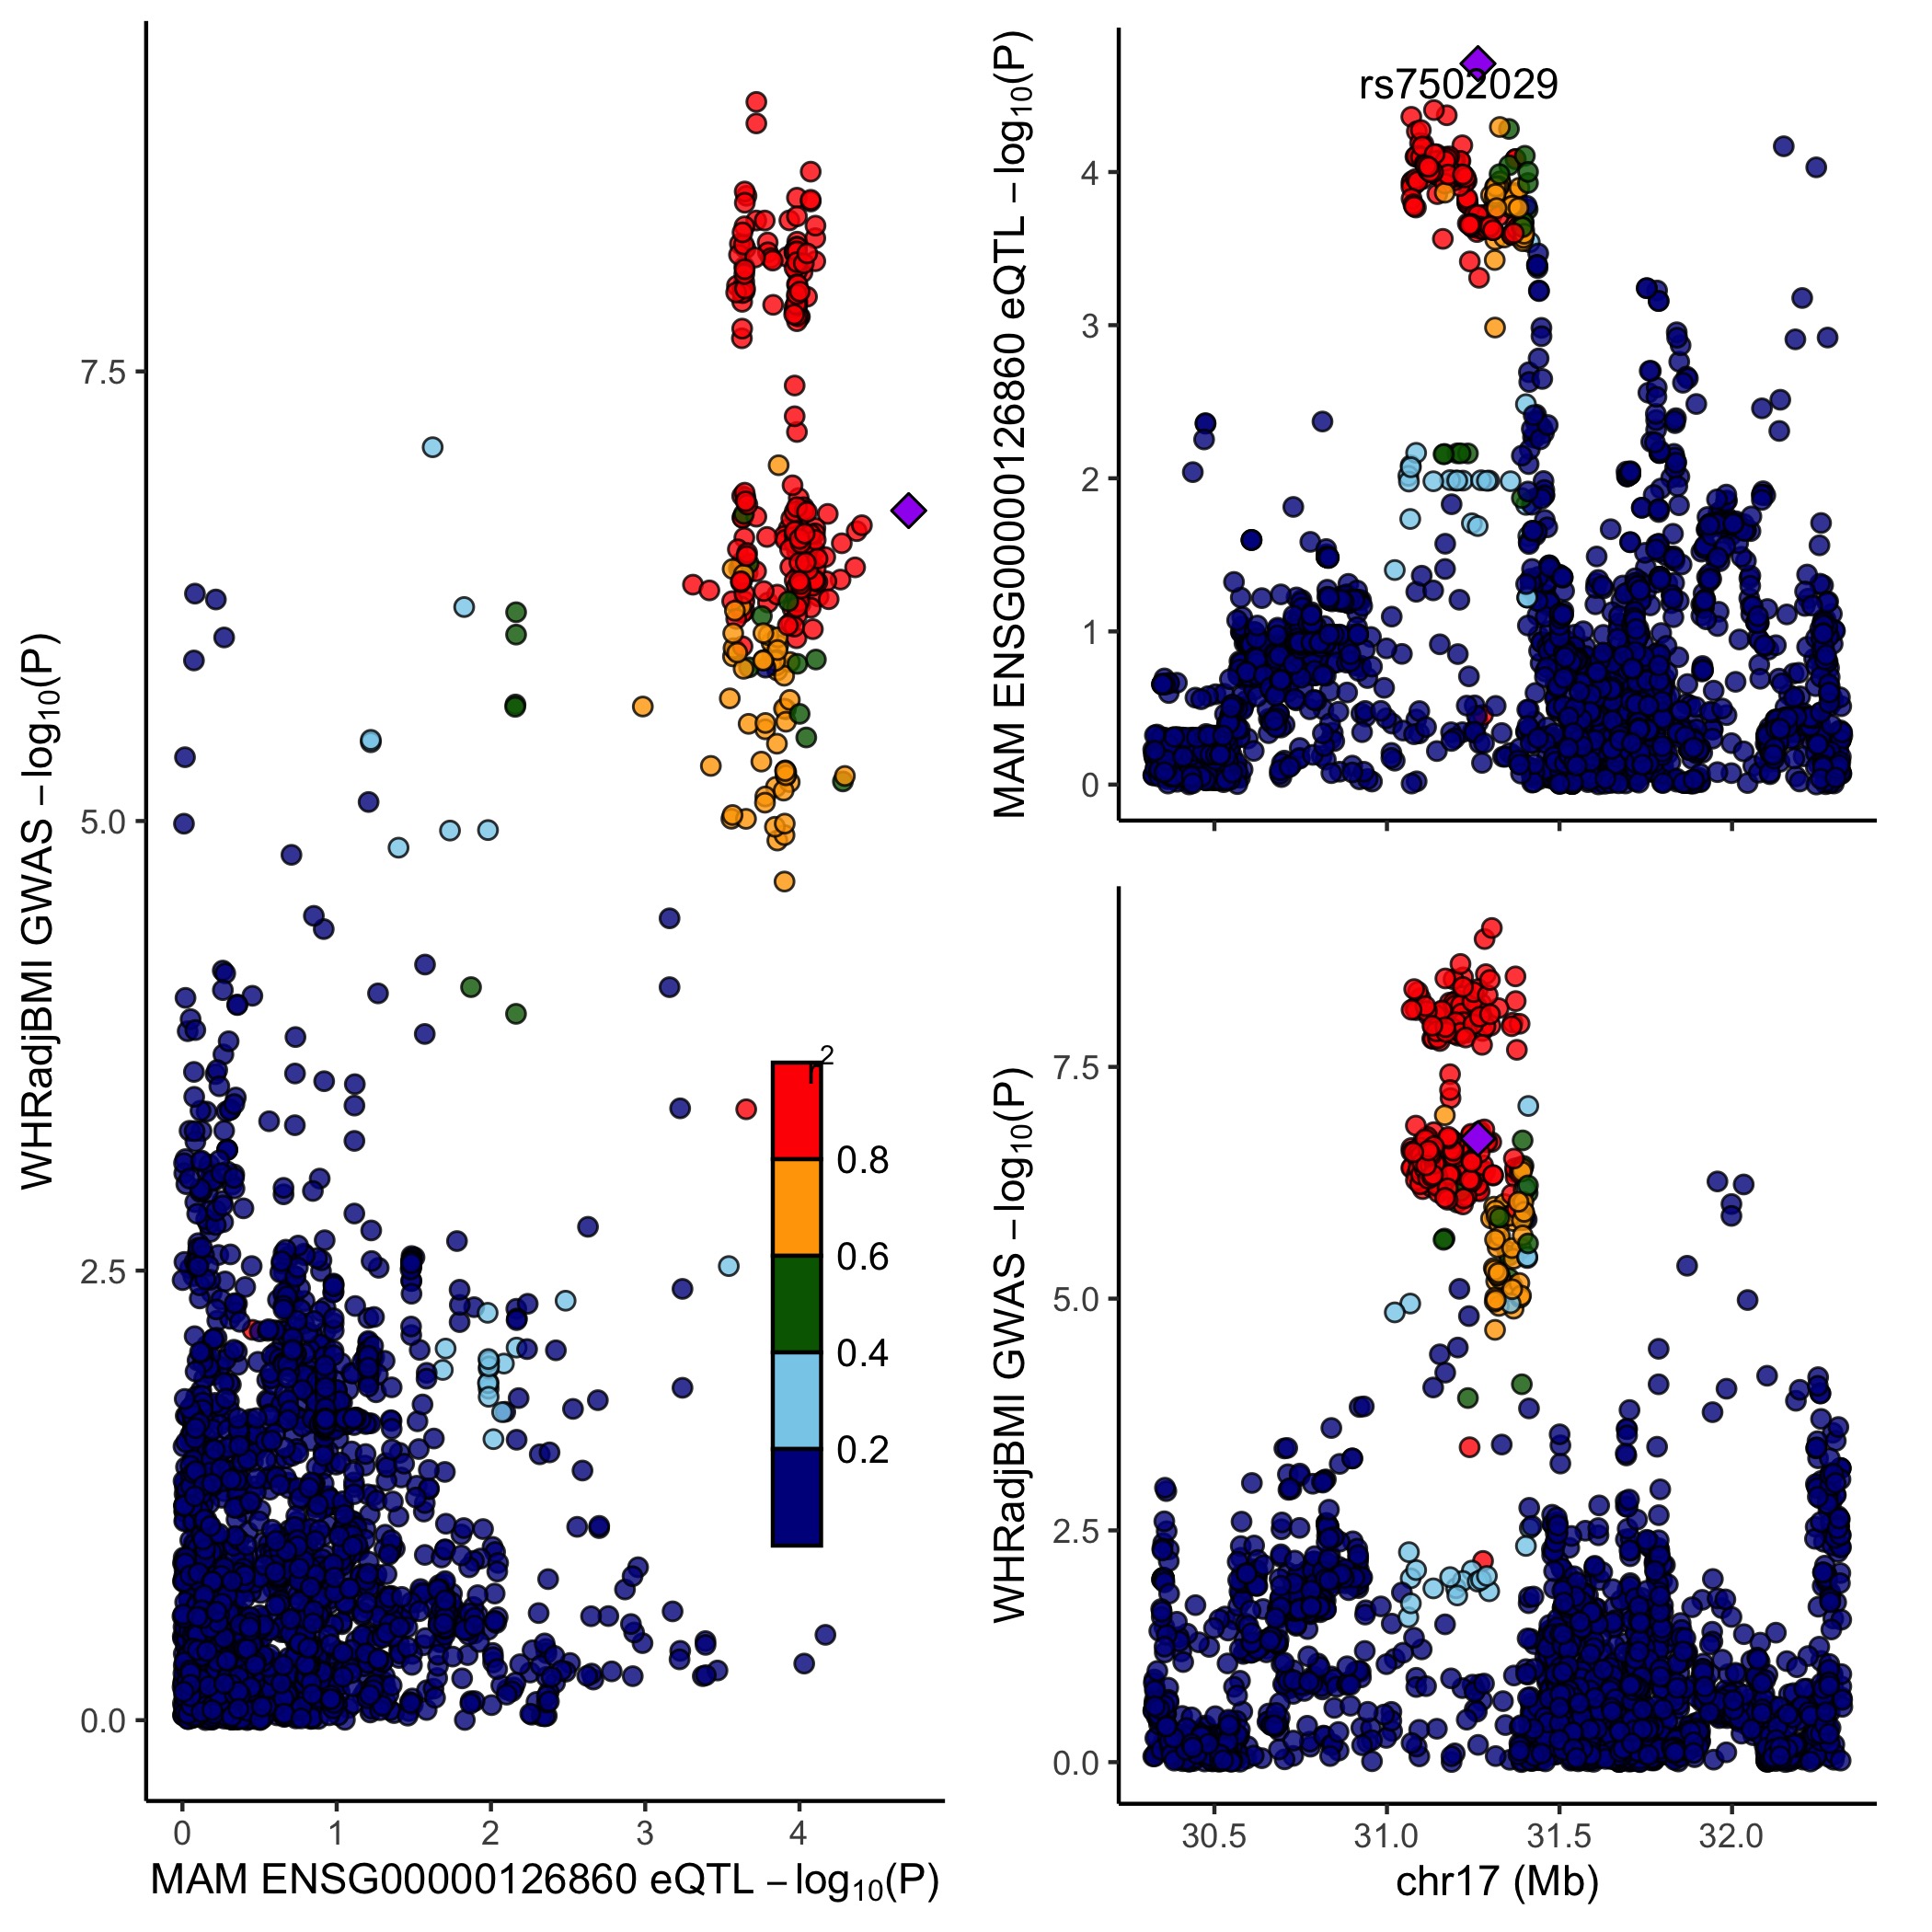 WHRadjBMI GWAS −log10(P)
7.5
5.0
2.5
0.0
0 1 2 3 4
MAM ENSG00000126860 eQTL −log10(P)
r2
0.8
0.6
0.4
0.2
MAM ENSG00000126860 eQTL −log10(P)
rs7502029
4
3
2
1
0
WHRadjBMI GWAS −log10(P)
7.5
5.0
2.5
0.0
30.5 31.0 31.5 32.0
chr17 (Mb)